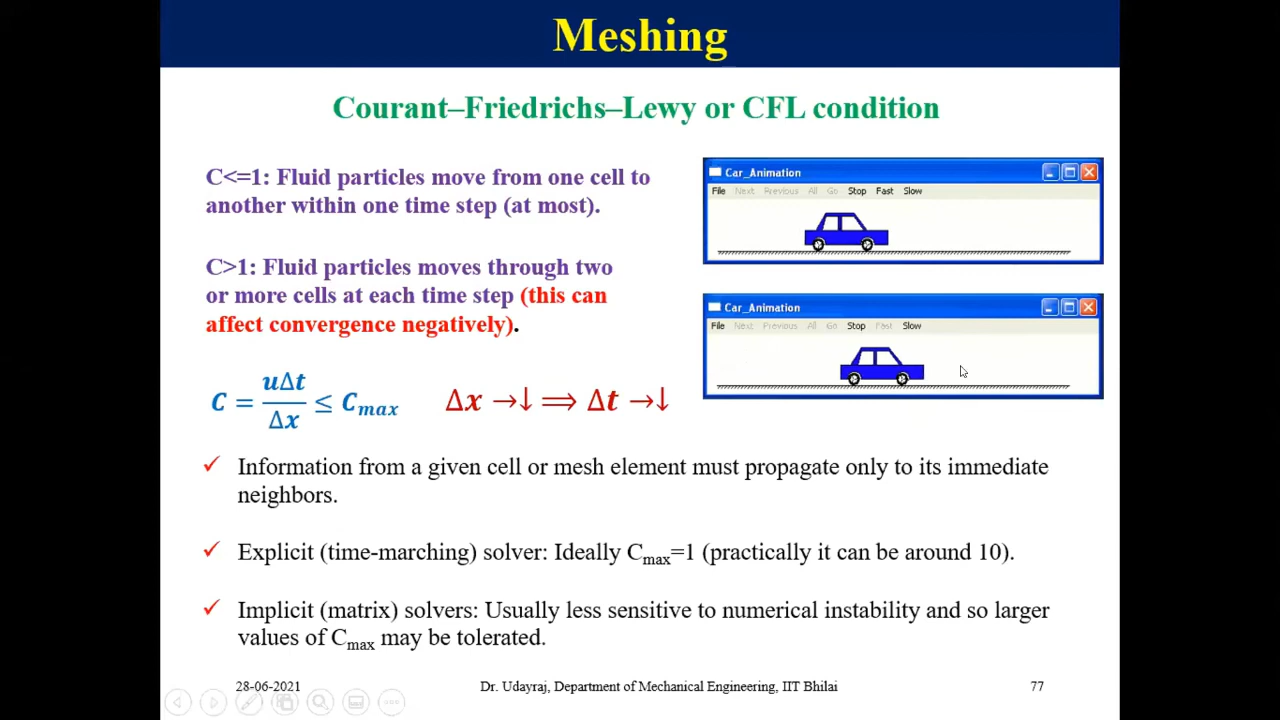 Meshing
Courant–Friedrichs–Lewy or CFL condition
C<=1: Fluid particles move from one cell to
another within one time step (at most).
C>1: Fluid particles moves through two
or more cells at each time step (this can
affect convergence negatively).
C = uΔt/Δx ≤ Cmax
Δx →↓ ⟹ Δt →↓
Car_Animation
File Next Previous All Go Stop Fast Slow
Car_Animation
File Next Previous All Go Stop Fast Slow
✓ Information from a given cell or mesh element must propagate only to its immediate
neighbors.
✓ Explicit (time-marching) solver: Ideally Cmax=1 (practically it can be around 10).
✓ Implicit (matrix) solvers: Usually less sensitive to numerical instability and so larger
values of Cmax may be tolerated.
28-06-2021 Dr. Udayraj, Department of Mechanical Engineering, IIT Bhilai 77